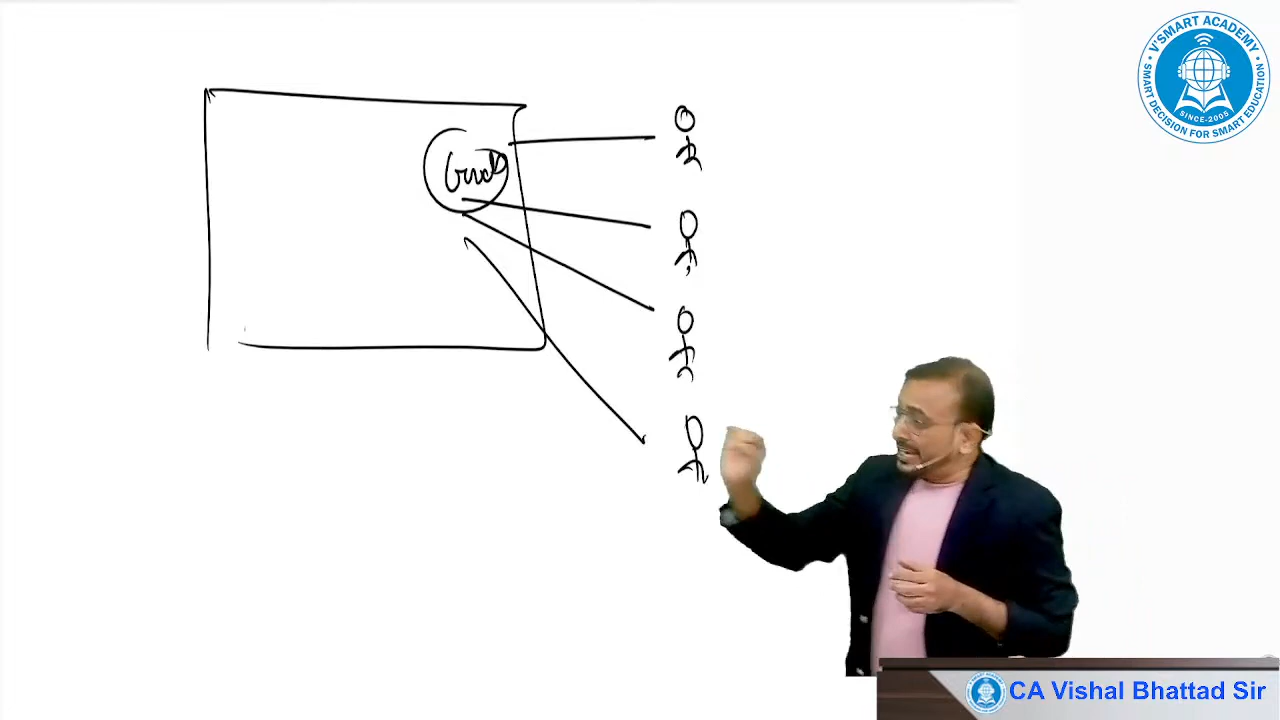 V'SMART ACADEMY
SMART DECISION FOR SMART EDUCATION
SINCE-2005
CA Vishal Bhattad Sir